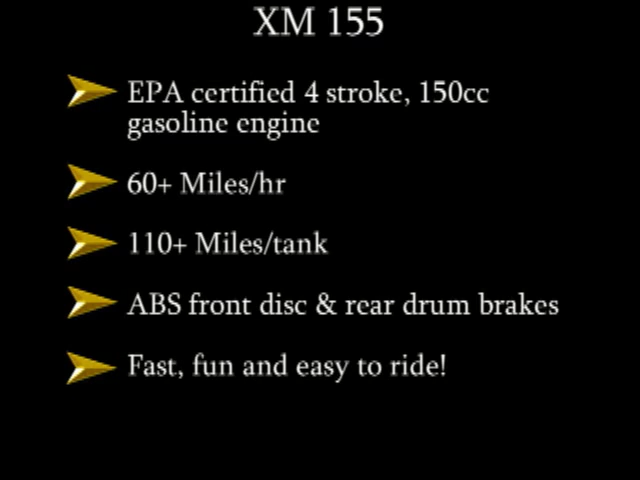 XM 155
EPA certified 4 stroke, 150cc
gasoline engine
60+ Miles/hr
110+ Miles/tank
ABS front disc & rear drum brakes
Fast, fun and easy to ride!